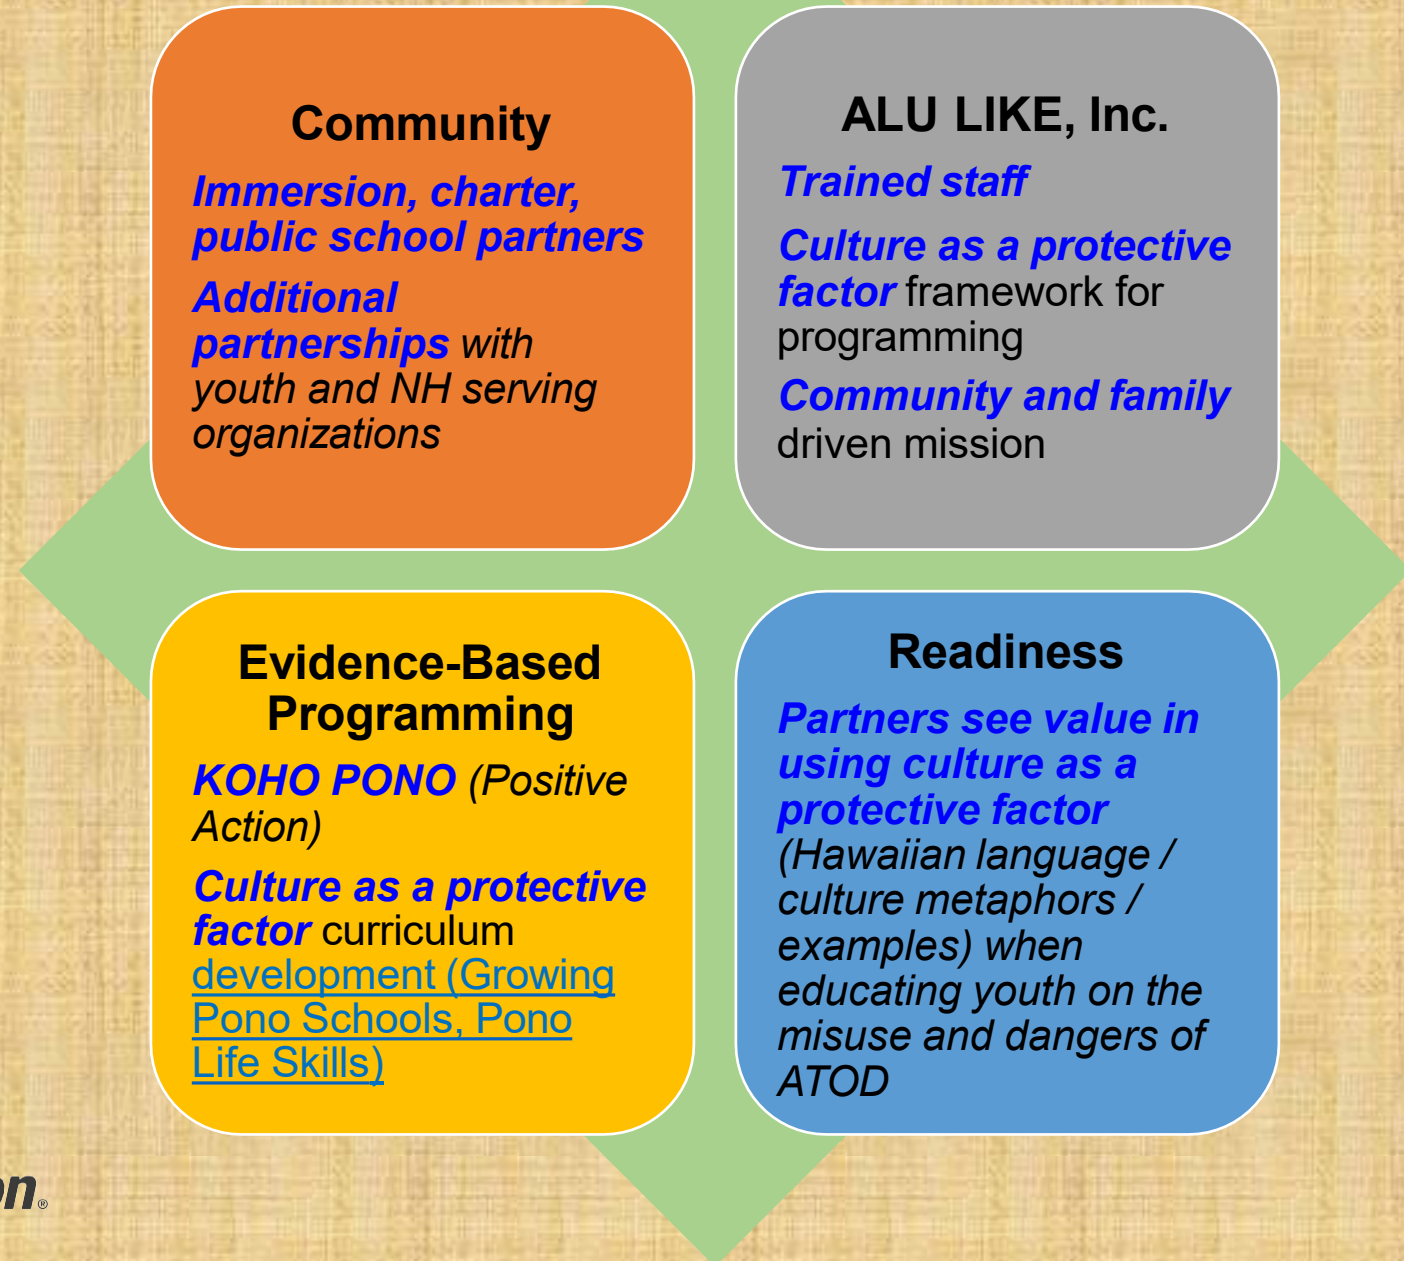 Community
Immersion, charter,
public school partners
Additional
partnerships with
youth and NH serving
organizations
ALU LIKE, Inc.
Trained staff
Culture as a protective
factor framework for
programming
Community and family
driven mission
Evidence-Based
Programming
KOHO PONO (Positive
Action)
Culture as a protective
factor curriculum
development (Growing
Pono Schools, Pono
Life Skills)
Readiness
Partners see value in
using culture as a
protective factor
(Hawaiian language /
culture metaphors /
examples) when
educating youth on the
misuse and dangers of
ATOD